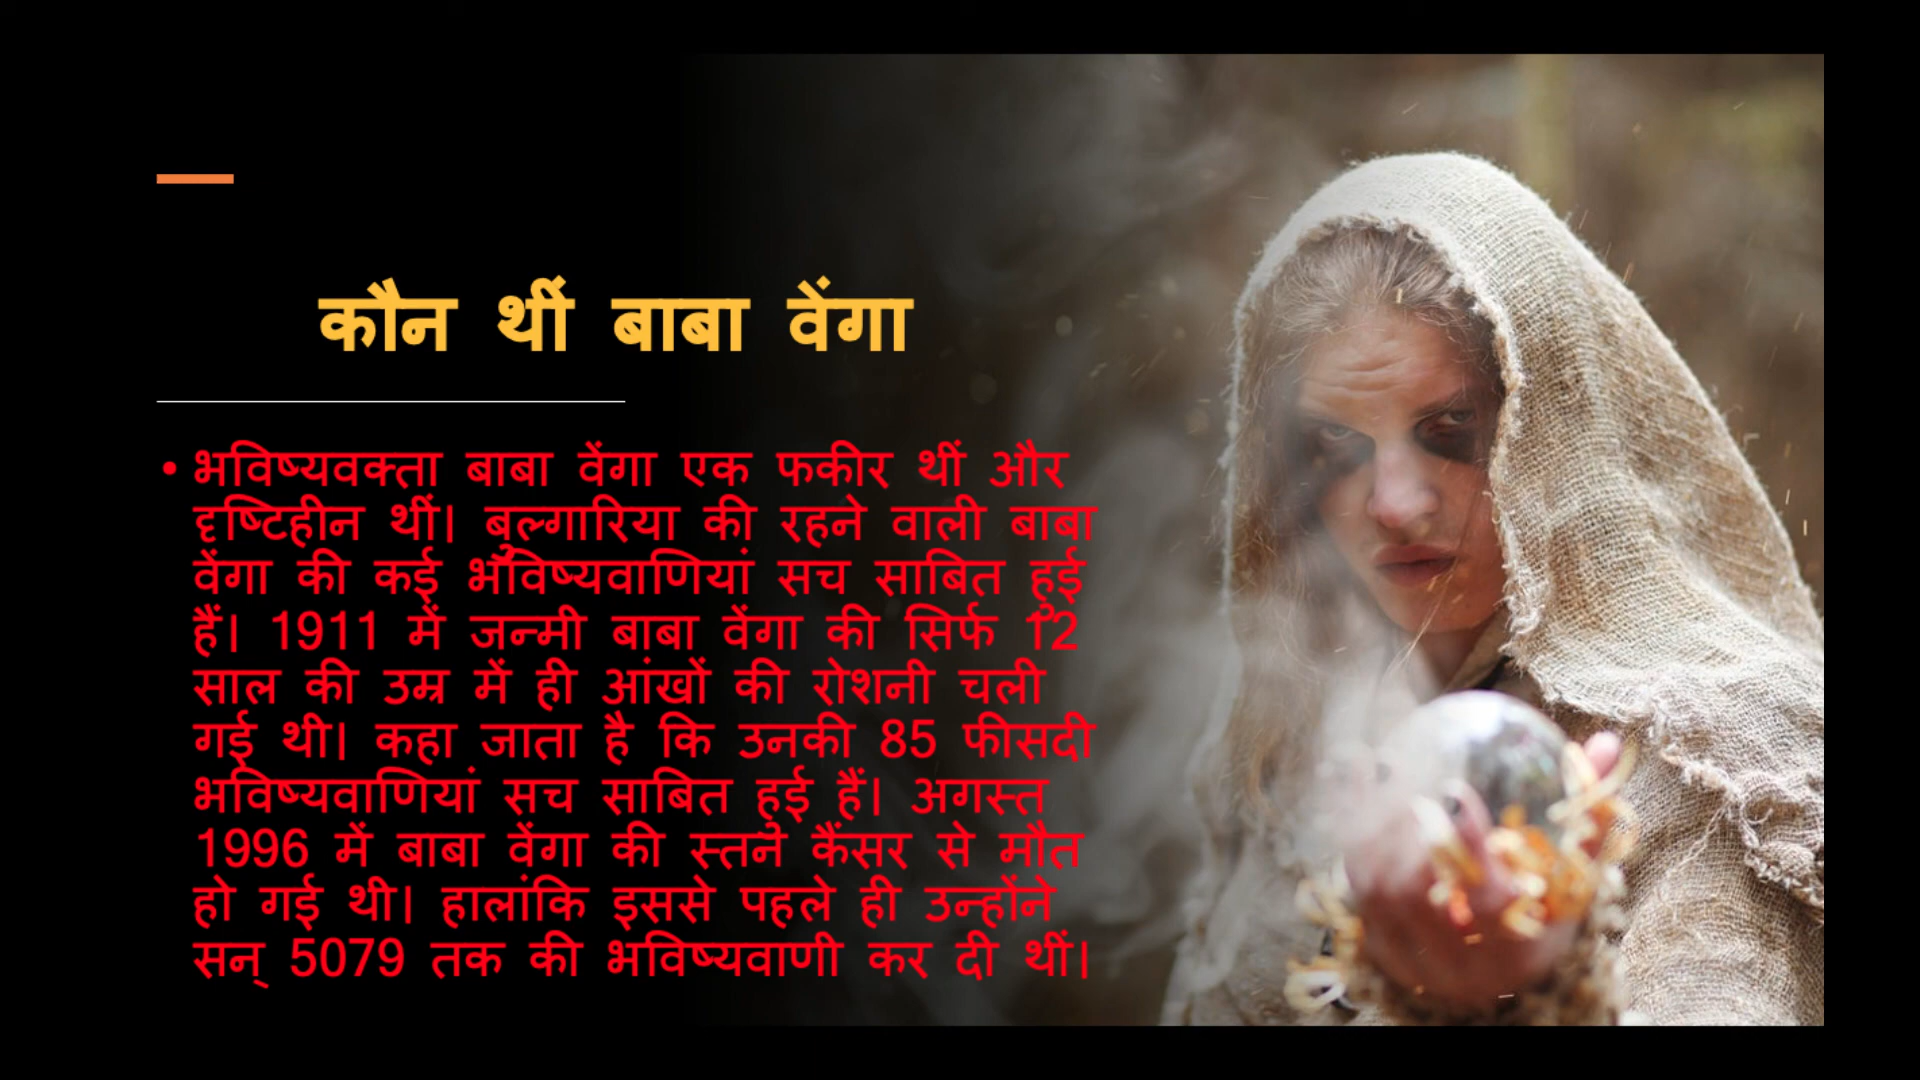 कौन थीं बाबा वेंगा
• भविष्यवक्ता बाबा वेंगा एक फकीर थीं और
दृष्टिहीन थीं। बुल्गारिया की रहने वाली बाबा
वेंगा की कई भविष्यवाणियां सच साबित हुई
हैं। 1911 में जन्मी बाबा वेंगा की सिर्फ 12
साल की उम्र में ही आंखों की रोशनी चली
गई थी। कहा जाता है कि उनकी 85 फीसदी
भविष्यवाणियां सच साबित हुई हैं। अगस्त
1996 में बाबा वेंगा की स्तन कैंसर से मौत
हो गई थी। हालांकि इससे पहले ही उन्होंने
सन् 5079 तक की भविष्यवाणी कर दी थीं।